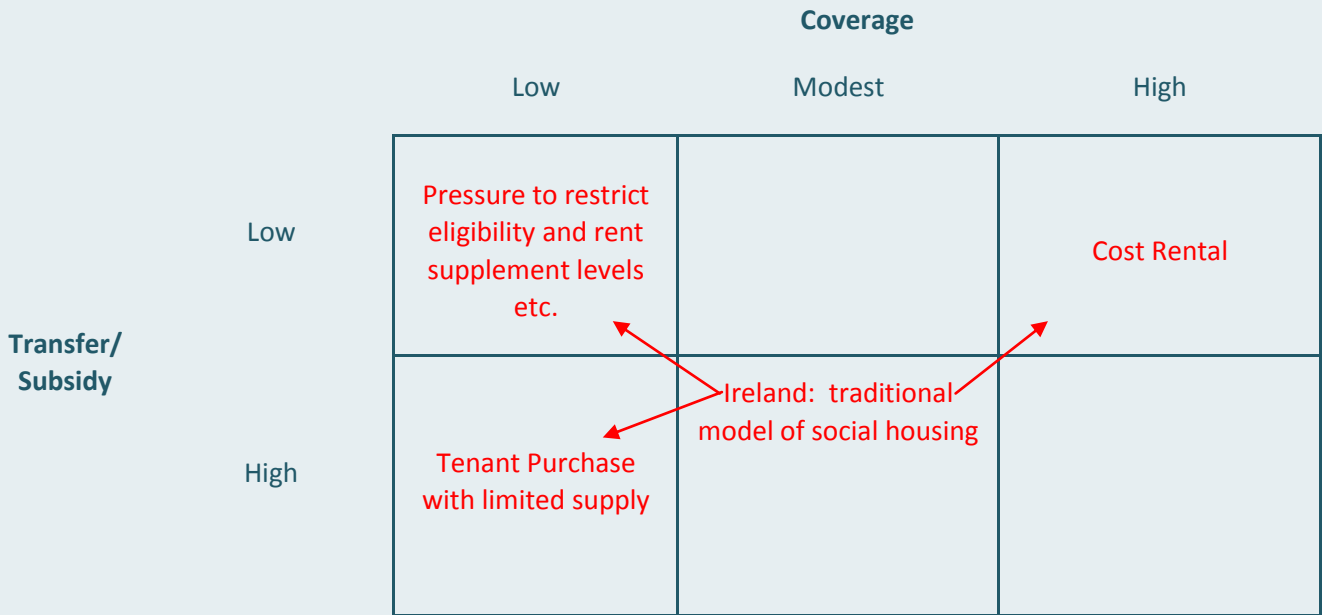 Coverage
Low
Modest
High
Pressure to restrict
eligibility and rent
supplement levels
etc.
Low
Cost Rental
Transfer/
Subsidy
Ireland:  traditional
model of social housing
High
Tenant Purchase
with limited supply